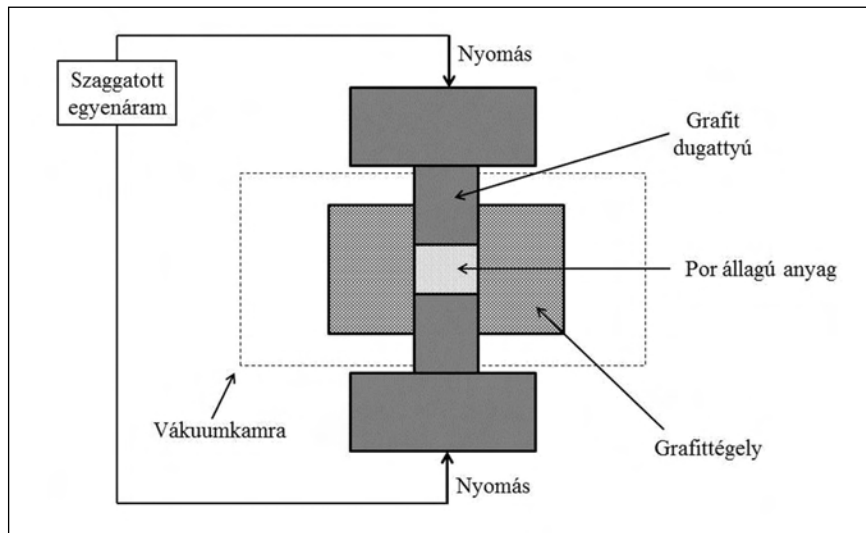 Nyomás
Szaggatott
egyenáram
Grafit
dugattyú
Por állagú anyag
Vákuumkamra
Grafittégely
Nyomás